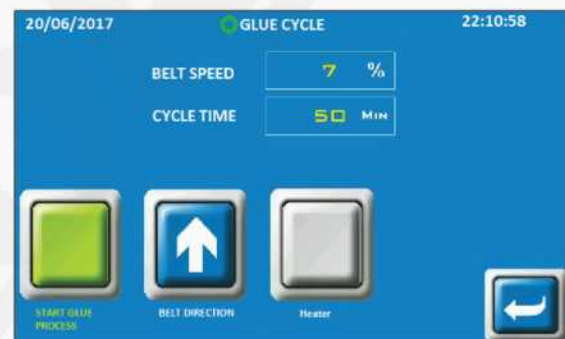 20/06/2017 GLUE CYCLE 22:10:58
BELT SPEED 7 %
CYCLE TIME 50 MIN
START GLUE
PROCESS
BELT DIRECTION
Heater